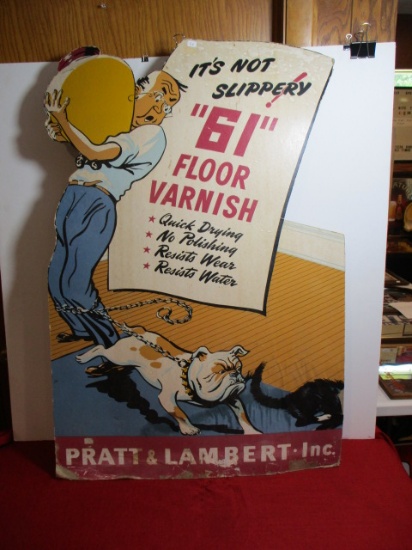 IT'S NOT
SLIPPERY!
"61"
FLOOR
VARNISH
★ Quick Drying
★ No Polishing
★ Resists Wear
★ Resists Water
PRATT & LAMBERT · Inc.